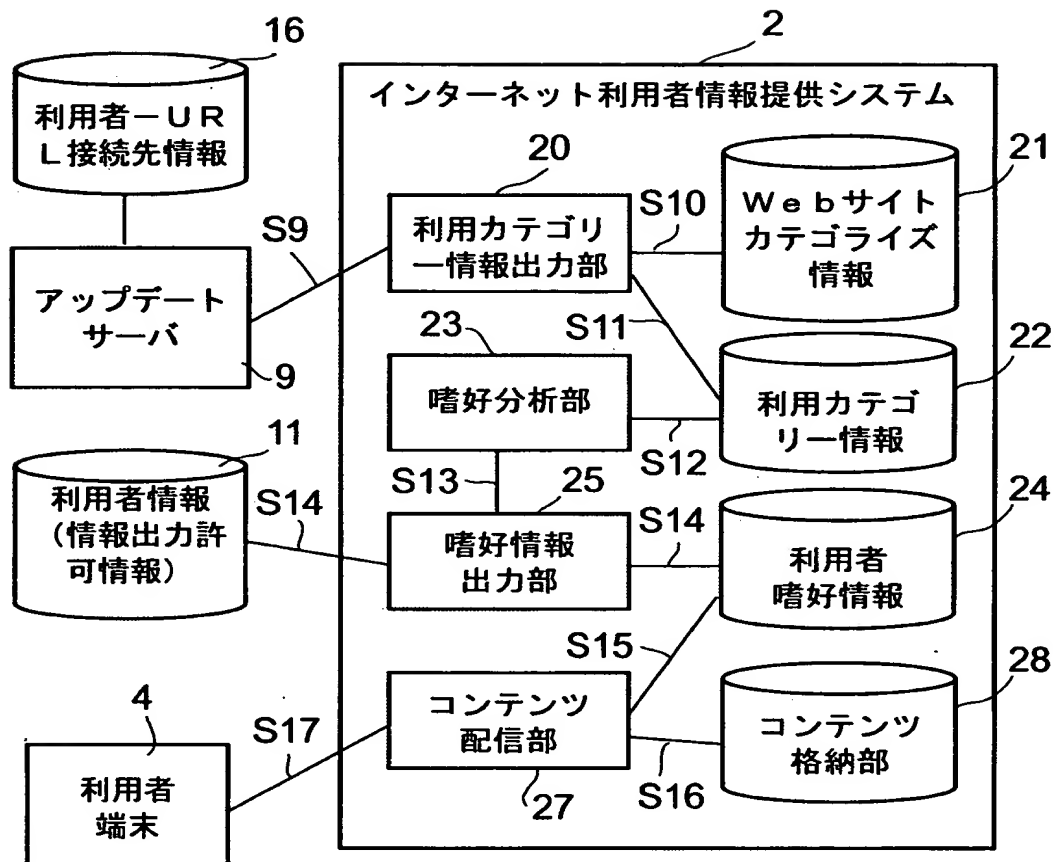 2
16
インターネット利用者情報提供システム
利用者-UR
L接続先情報
20
21
S9
利用カテゴリ
ー情報出力部
S10
Webサイト
カテゴライズ
情報
アップデート
サーバ
9
S11
23
22
嗜好分析部
S12
利用カテゴ
リー情報
11
S13
25
24
利用者情報
(情報出力許
可情報)
S14
嗜好情報
出力部
S14
利用者
嗜好情報
S15
28
4
S17
コンテンツ
配信部
S16
コンテンツ
格納部
27
利用者
端末